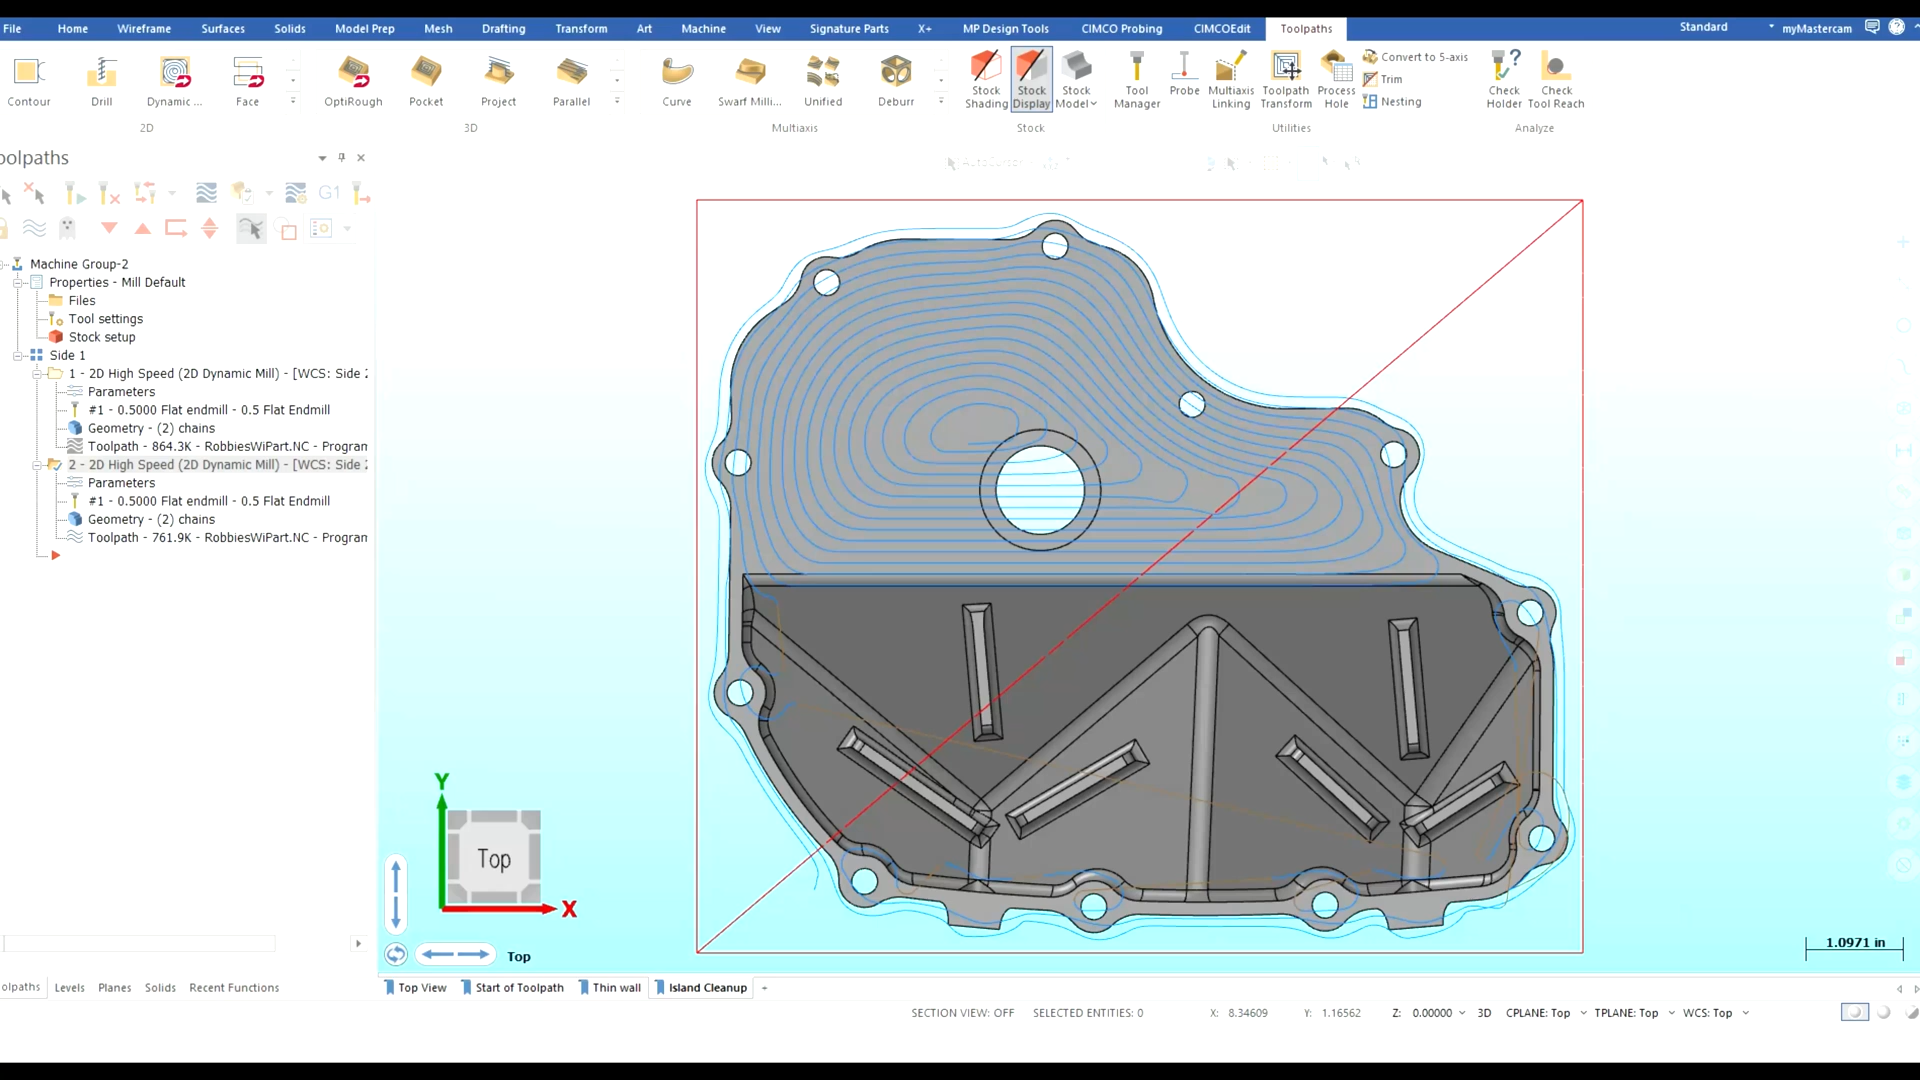 File Home Wireframe Surfaces Solids Model Prep Mesh Drafting Transform Art Machine View Signature Parts X+ MP Design Tools CIMCO Probing CIMCOEdit Toolpaths Standard myMastercam
Contour Drill Dynamic ... Face OptiRough Pocket Project Parallel Curve Swarf Milli... Unified Deburr Stock Shading Stock Display Stock Model Tool Manager Probe Multiaxis Linking Toolpath Transform Process Hole Convert to 5-axis Trim Nesting Check Holder Check Tool Reach
2D 3D Multiaxis Stock Utilities Analyze
oolpaths
G1
Machine Group-2
Properties - Mill Default
Files
Tool settings
Stock setup
Side 1
1 - 2D High Speed (2D Dynamic Mill) - [WCS: Side 2
Parameters
#1 - 0.5000 Flat endmill - 0.5 Flat Endmill
Geometry - (2) chains
Toolpath - 864.3K - RobbiesWiPart.NC - Program
2 - 2D High Speed (2D Dynamic Mill) - [WCS: Side 2
Parameters
#1 - 0.5000 Flat endmill - 0.5 Flat Endmill
Geometry - (2) chains
Toolpath - 761.9K - RobbiesWiPart.NC - Program
Y
Top
X
Top
1.0971 in
olpaths Levels Planes Solids Recent Functions
Top View Start of Toolpath Thin wall Island Cleanup +
SECTION VIEW: OFF SELECTED ENTITIES: 0 X: 8.34609 Y: 1.16562 Z: 0.00000 3D CPLANE: Top TPLANE: Top WCS: Top